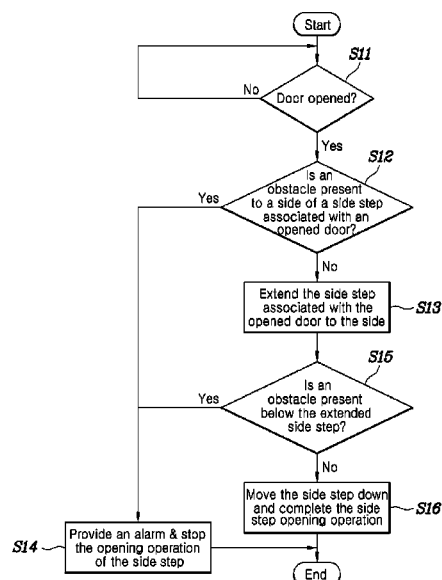 Start
S11
Door opened?
No
Yes
S12
Is an
obstacle present
to a side of a side step
associated with an
opened door?
Yes
No
Extend the side step
associated with the
opened door to the side
S13
S15
Is an
obstacle present
below the extended
side step?
Yes
No
Move the side step down
and complete the side
step opening operation
S16
S14
Provide an alarm & stop
the opening operation
of the side step
End